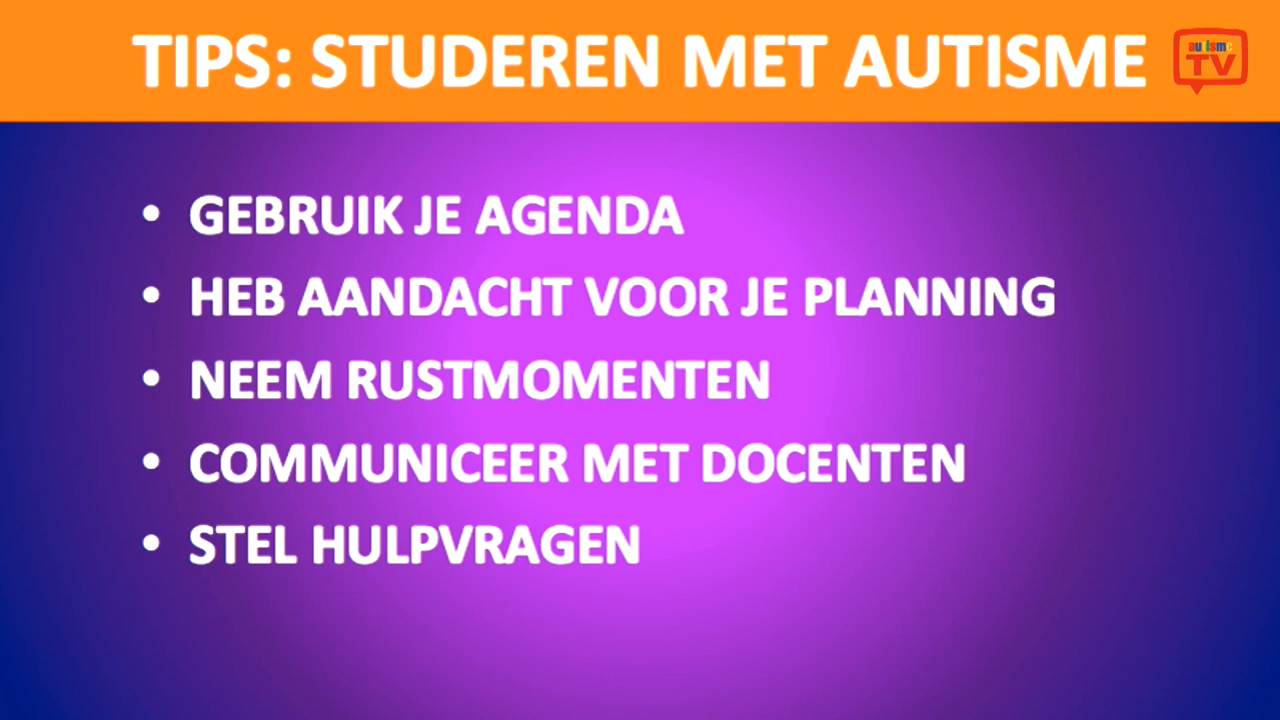 TIPS: STUDEREN MET AUTISME
autisme
TV
• GEBRUIK JE AGENDA
• HEB AANDACHT VOOR JE PLANNING
• NEEM RUSTMOMENTEN
• COMMUNICEER MET DOCENTEN
• STEL HULPVRAGEN